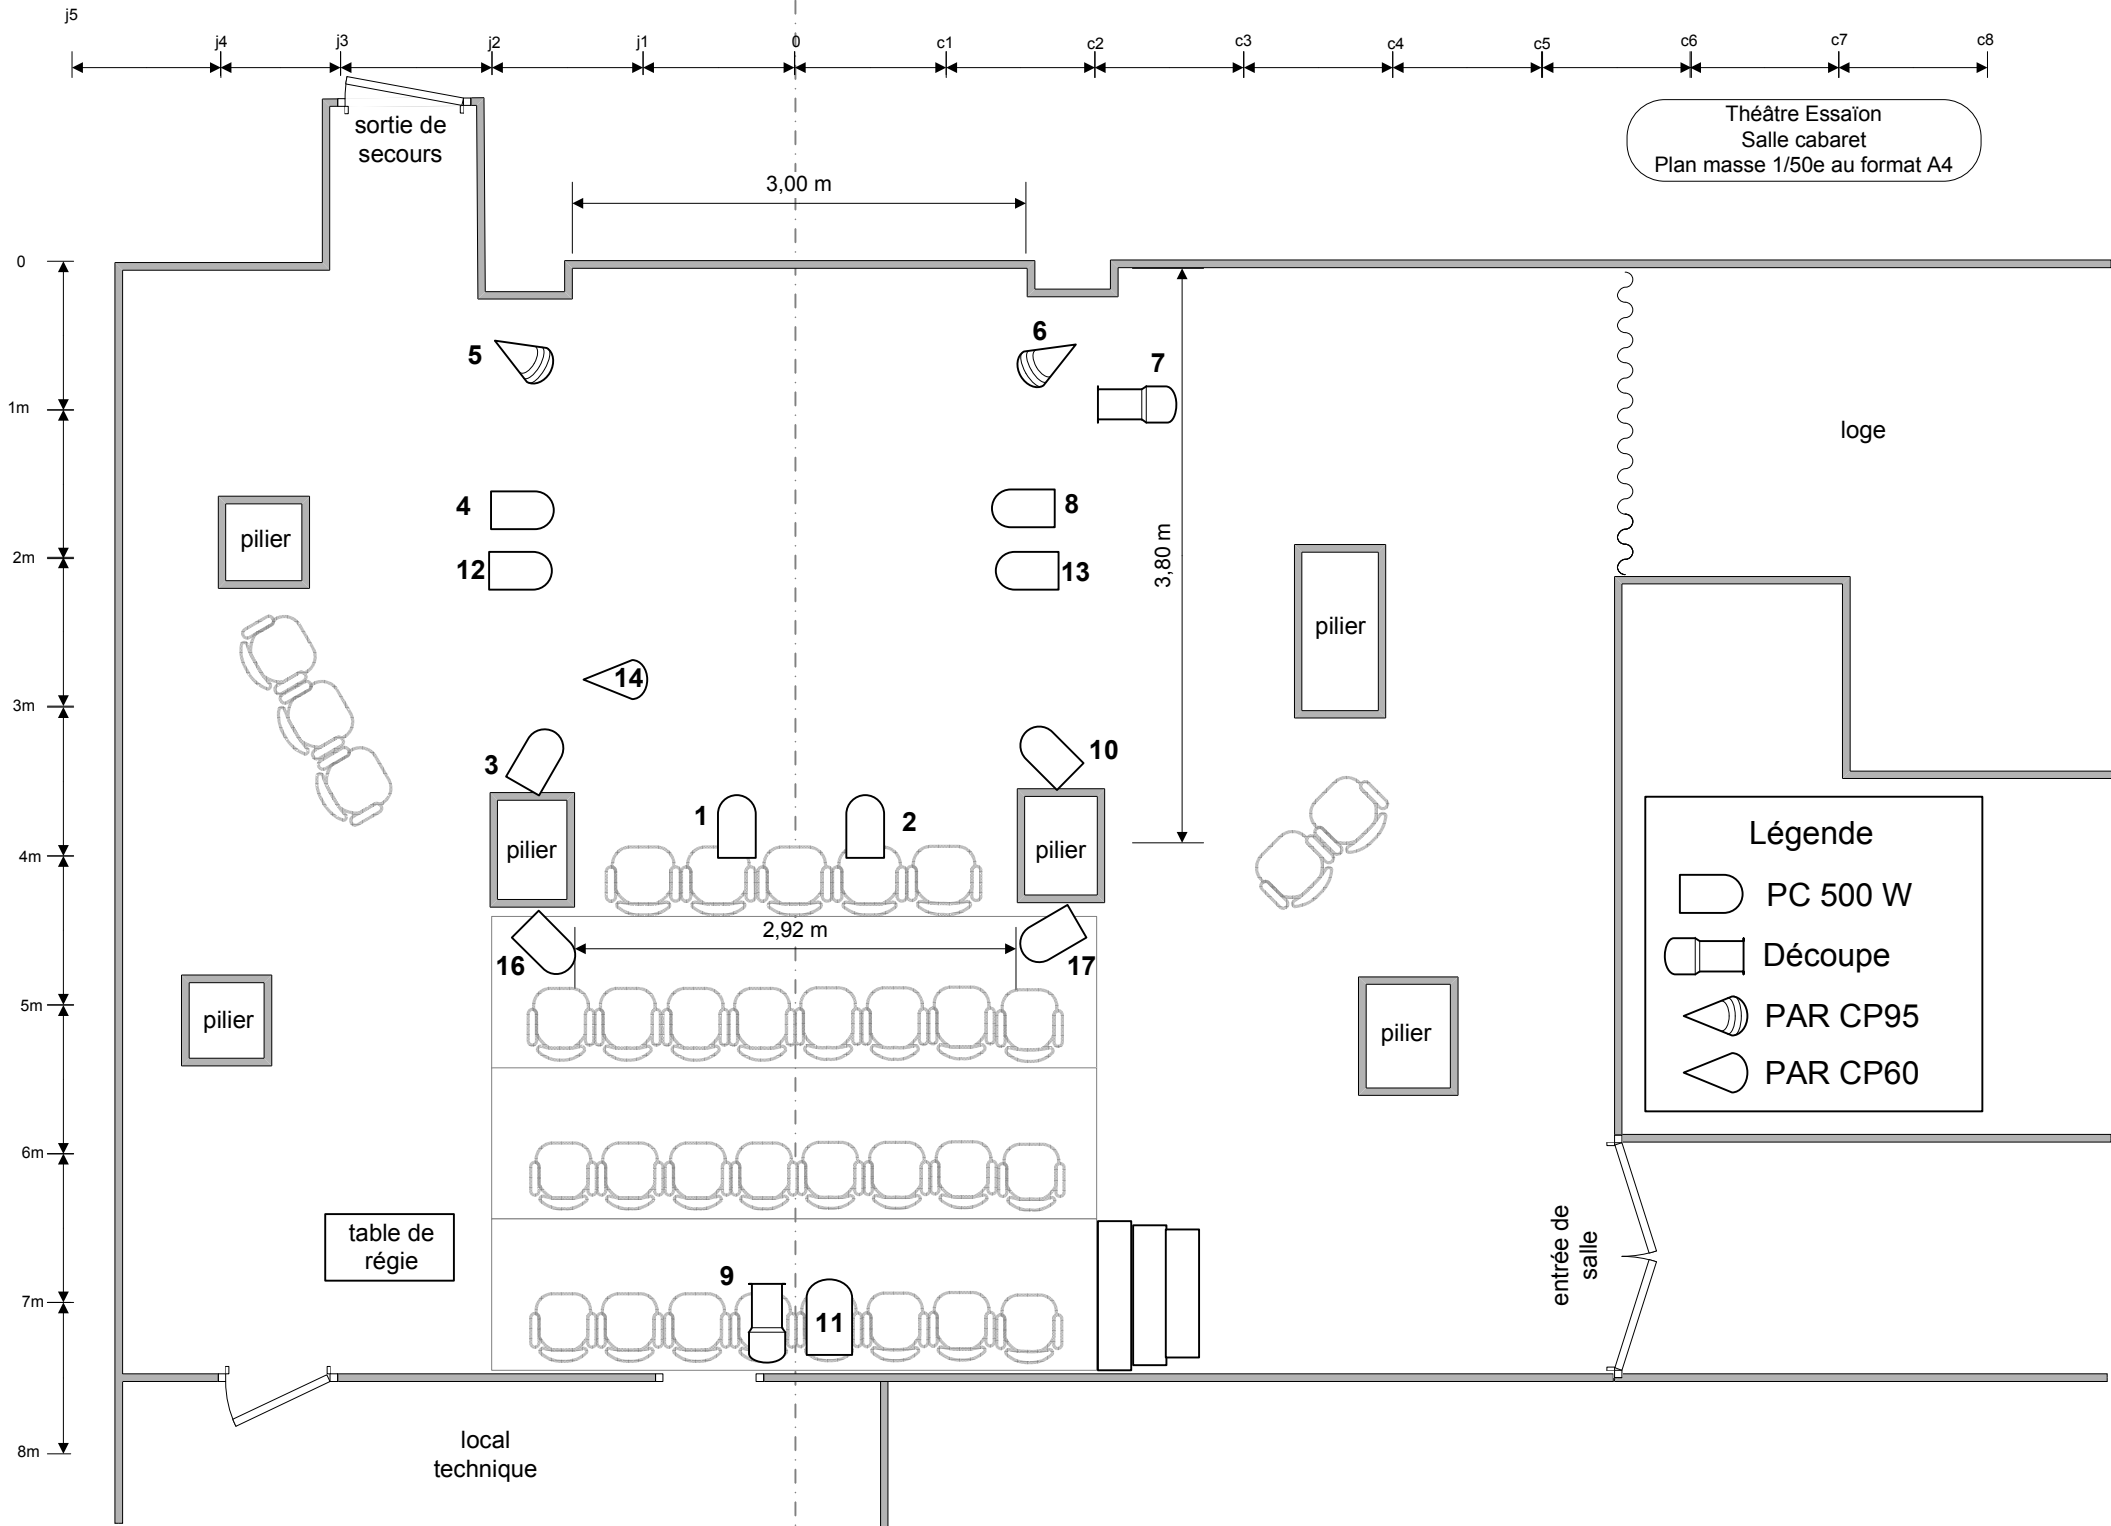 j5
j4
j3
j2
j1
0
c1
c2
c3
c4
c5
c6
c7
c8
Théâtre Essaïon
Salle cabaret
Plan masse 1/50e au format A4
sortie de
secours
3,00 m
0
1m
2m
3m
4m
5m
6m
7m
8m
5
6
7
loge
4
8
12
13
3,80 m
pilier
pilier
14
3
10
1
2
pilier
pilier
Légende
PC 500 W
Découpe
PAR CP95
PAR CP60
2,92 m
16
17
pilier
pilier
table de
régie
entrée de
salle
9
11
local
technique